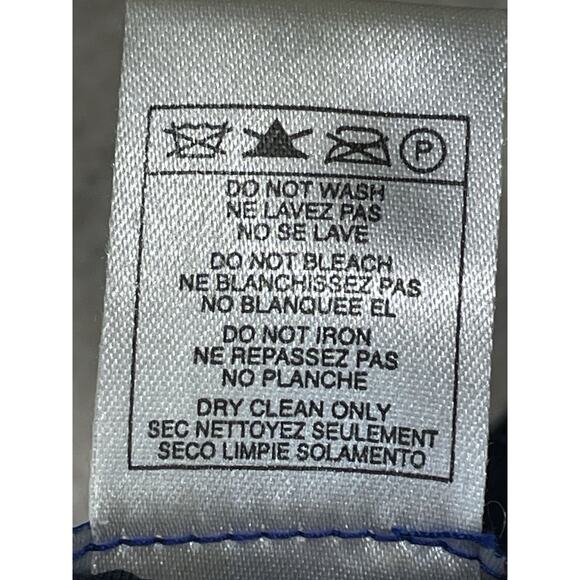 P
DO NOT WASH
NE LAVEZ PAS
NO SE LAVE
DO NOT BLEACH
NE BLANCHISSEZ PAS
NO BLANQUEE EL
DO NOT IRON
NE REPASSEZ PAS
NO PLANCHE
DRY CLEAN ONLY
SEC NETTOYEZ SEULEMENT
SECO LIMPIE SOLAMENTO